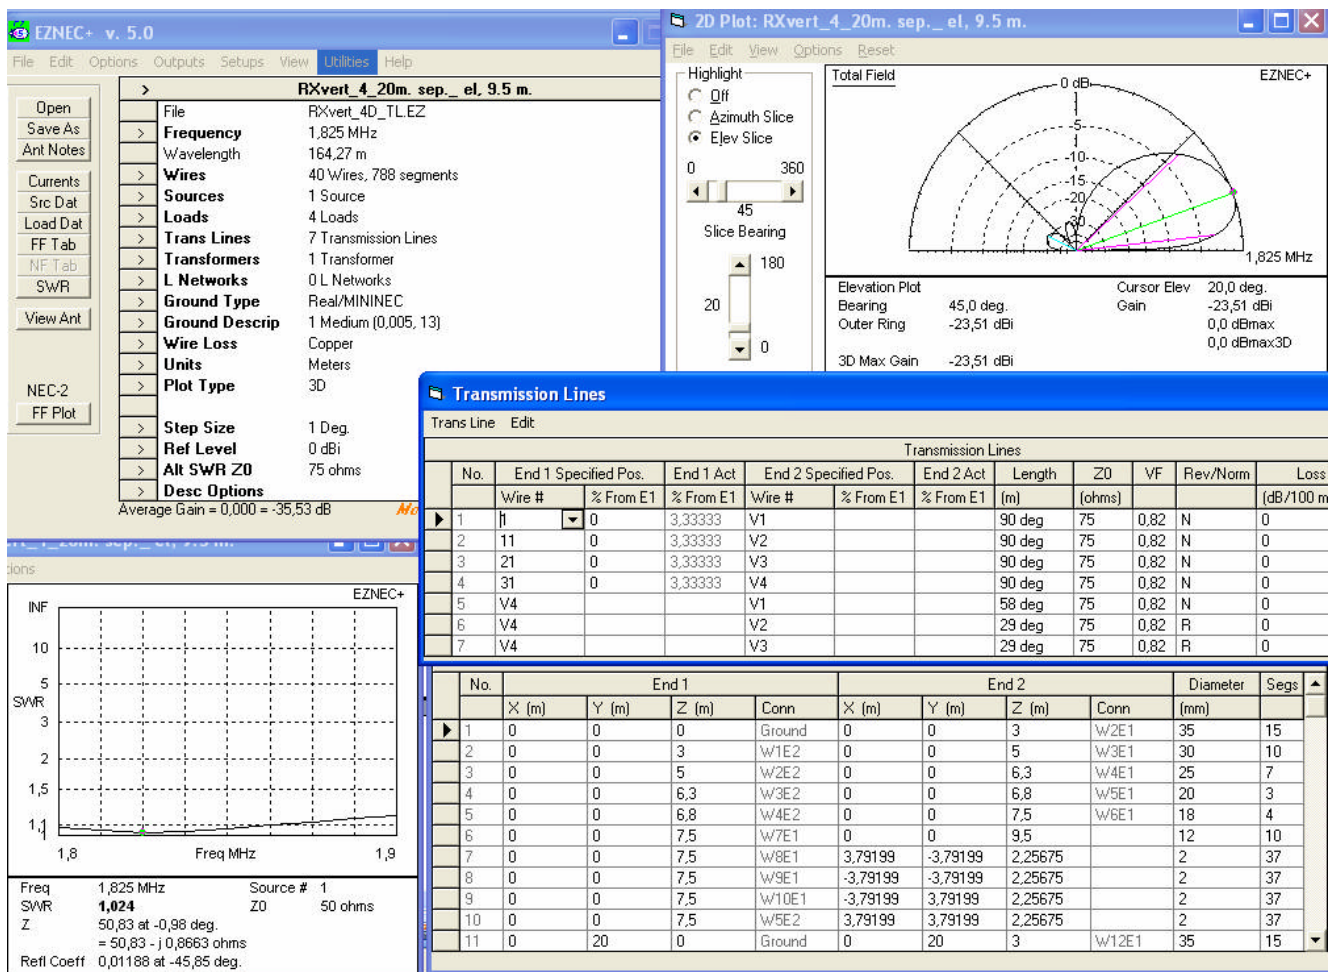 EZNEC+ v. 5.0
File Edit Options Outputs Setups View Utilities Help
Open
Save As
Ant Notes
Currents
Src Dat
Load Dat
FF Tab
NF Tab
SWR
View Ant
NEC-2
FF Plot
> RXvert_4_20m. sep._ el, 9.5 m.
File RXvert_4D_TL.EZ
> Frequency 1,825 MHz
Wavelength 164,27 m
> Wires 40 Wires, 788 segments
> Sources 1 Source
> Loads 4 Loads
> Trans Lines 7 Transmission Lines
> Transformers 1 Transformer
> L Networks 0 L Networks
> Ground Type Real/MININEC
> Ground Descrip 1 Medium (0,005, 13)
> Wire Loss Copper
> Units Meters
> Plot Type 3D
> Step Size 1 Deg.
> Ref Level 0 dBi
> Alt SWR Z0 75 ohms
> Desc Options
Average Gain = 0,000 = -35,53 dB
2D Plot: RXvert_4_20m. sep._ el, 9.5 m.
File Edit View Options Reset
Highlight
Off
Azimuth Slice
Elev Slice
0 360
45
Slice Bearing
180
20
0
Total Field
EZNEC+
0 dB
-5
-10
-15
-20
-30
1,825 MHz
Elevation Plot Cursor Elev 20,0 deg.
Bearing 45,0 deg. Gain -23,51 dBi
Outer Ring -23,51 dBi 0,0 dBmax
0,0 dBmax3D
3D Max Gain -23,51 dBi
Transmission Lines
Trans Line Edit
Transmission Lines
No. End 1 Specified Pos. End 1 Act End 2 Specified Pos. End 2 Act Length Z0 VF Rev/Norm Loss
Wire # % From E1 % From E1 Wire # % From E1 % From E1 (m) (ohms) (dB/100 m
1 1 0 3,33333 V1 90 deg 75 0,82 N 0
2 11 0 3,33333 V2 90 deg 75 0,82 N 0
3 21 0 3,33333 V3 90 deg 75 0,82 N 0
4 31 0 3,33333 V4 90 deg 75 0,82 N 0
5 V4 V1 58 deg 75 0,82 N 0
6 V4 V2 29 deg 75 0,82 R 0
7 V4 V3 29 deg 75 0,82 R 0
No. End 1 End 2 Diameter Segs
X (m) Y (m) Z (m) Conn X (m) Y (m) Z (m) Conn (mm)
1 0 0 0 Ground 0 0 3 W2E1 35 15
2 0 0 3 W1E2 0 0 5 W3E1 30 10
3 0 0 5 W2E2 0 0 6,3 W4E1 25 7
4 0 0 6,3 W3E2 0 0 6,8 W5E1 20 3
5 0 0 6,8 W4E2 0 0 7,5 W6E1 18 4
6 0 0 7,5 W7E1 0 0 9,5 12 10
7 0 0 7,5 W8E1 3,79199 -3,79199 2,25675 2 37
8 0 0 7,5 W9E1 -3,79199 -3,79199 2,25675 2 37
9 0 0 7,5 W10E1 -3,79199 3,79199 2,25675 2 37
10 0 0 7,5 W5E2 3,79199 3,79199 2,25675 2 37
11 0 20 0 Ground 0 20 3 W12E1 35 15
EZNEC+
INF
10
5
SWR
3
2
1,5
1,1
1
1,8 Freq MHz 1,9
Freq 1,825 MHz Source # 1
SWR 1,024 Z0 50 ohms
Z 50,83 at -0,98 deg.
= 50,83 - j 0,8663 ohms
Refl Coeff 0,01188 at -45,85 deg.